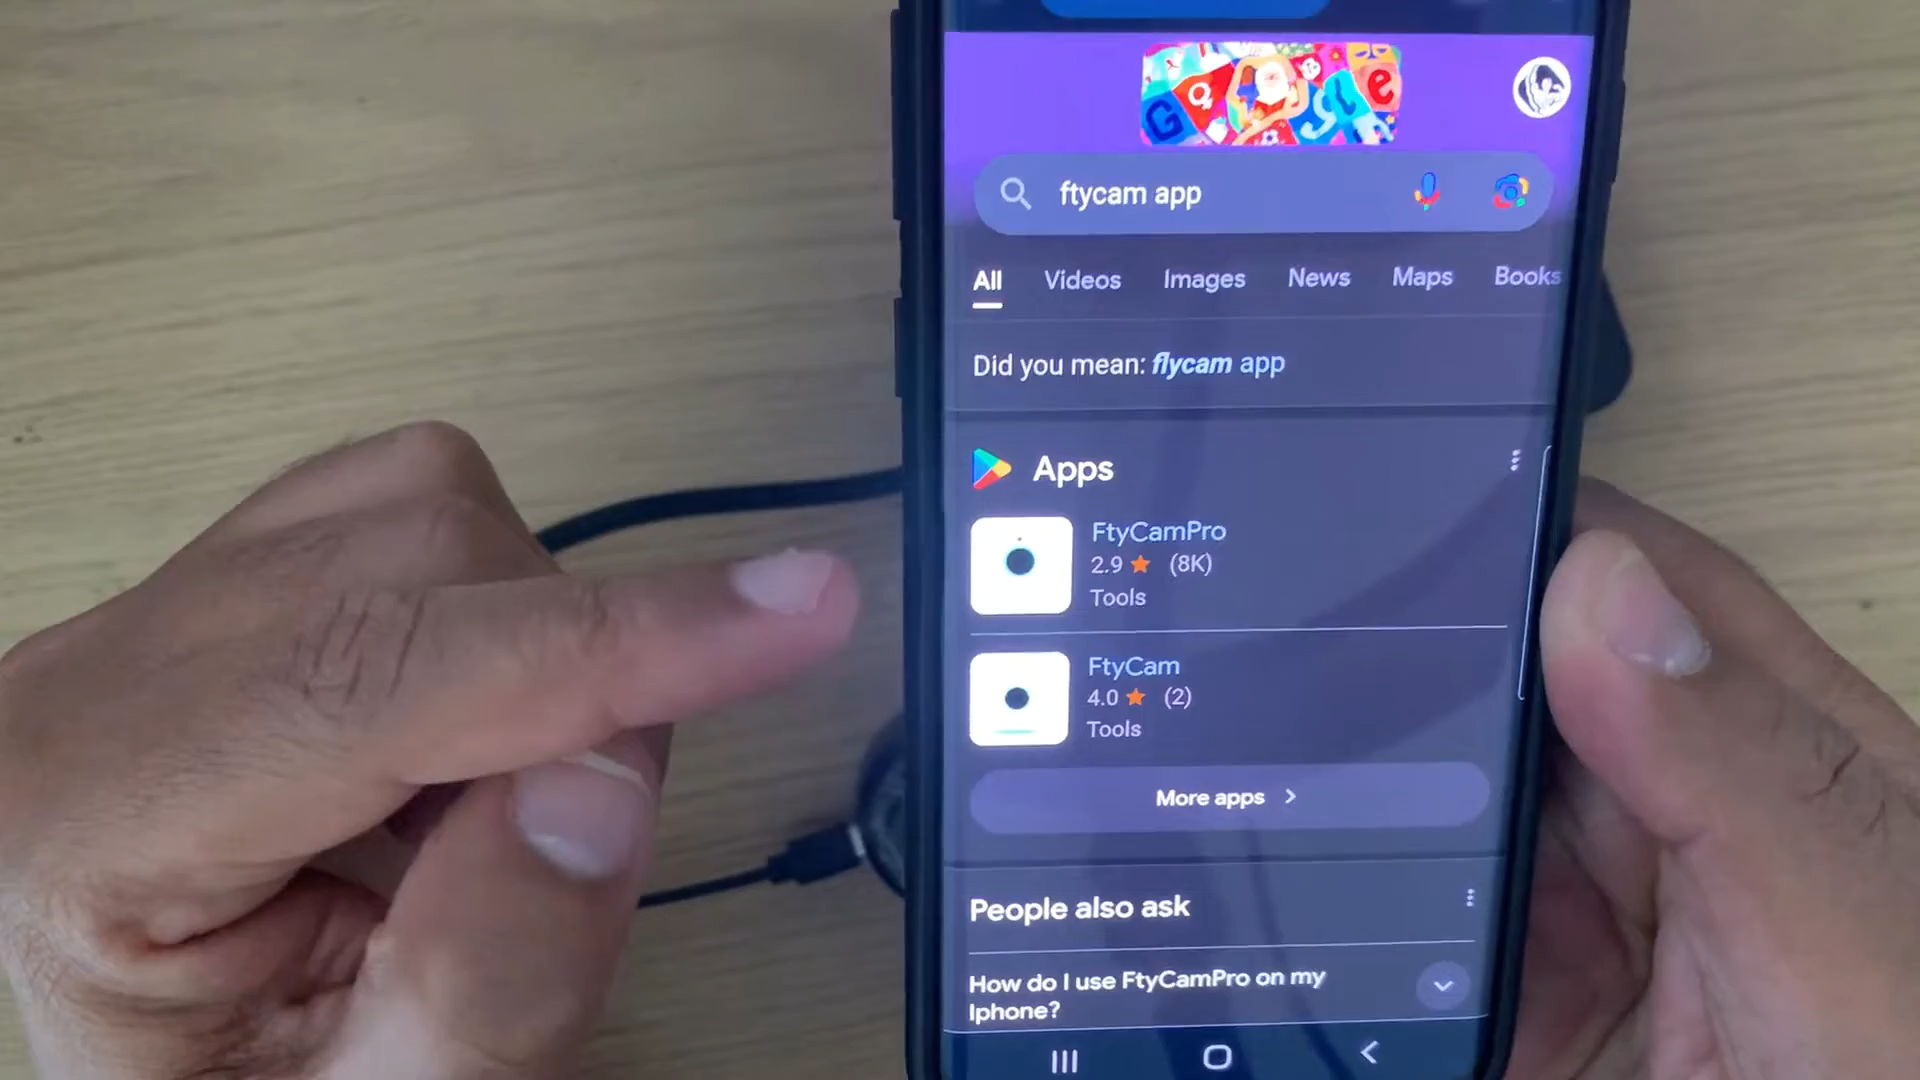 ftycam app
All Videos Images News Maps Books
Did you mean: flycam app
Apps
FtyCamPro
2.9 ★ (8K)
Tools
FtyCam
4.0 ★ (2)
Tools
More apps >
People also ask
How do I use FtyCamPro on my
Iphone?